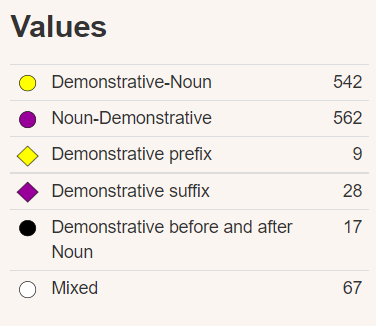 Values
Demonstrative-Noun 542
Noun-Demonstrative 562
Demonstrative prefix 9
Demonstrative suffix 28
Demonstrative before and after 17
Noun
Mixed 67